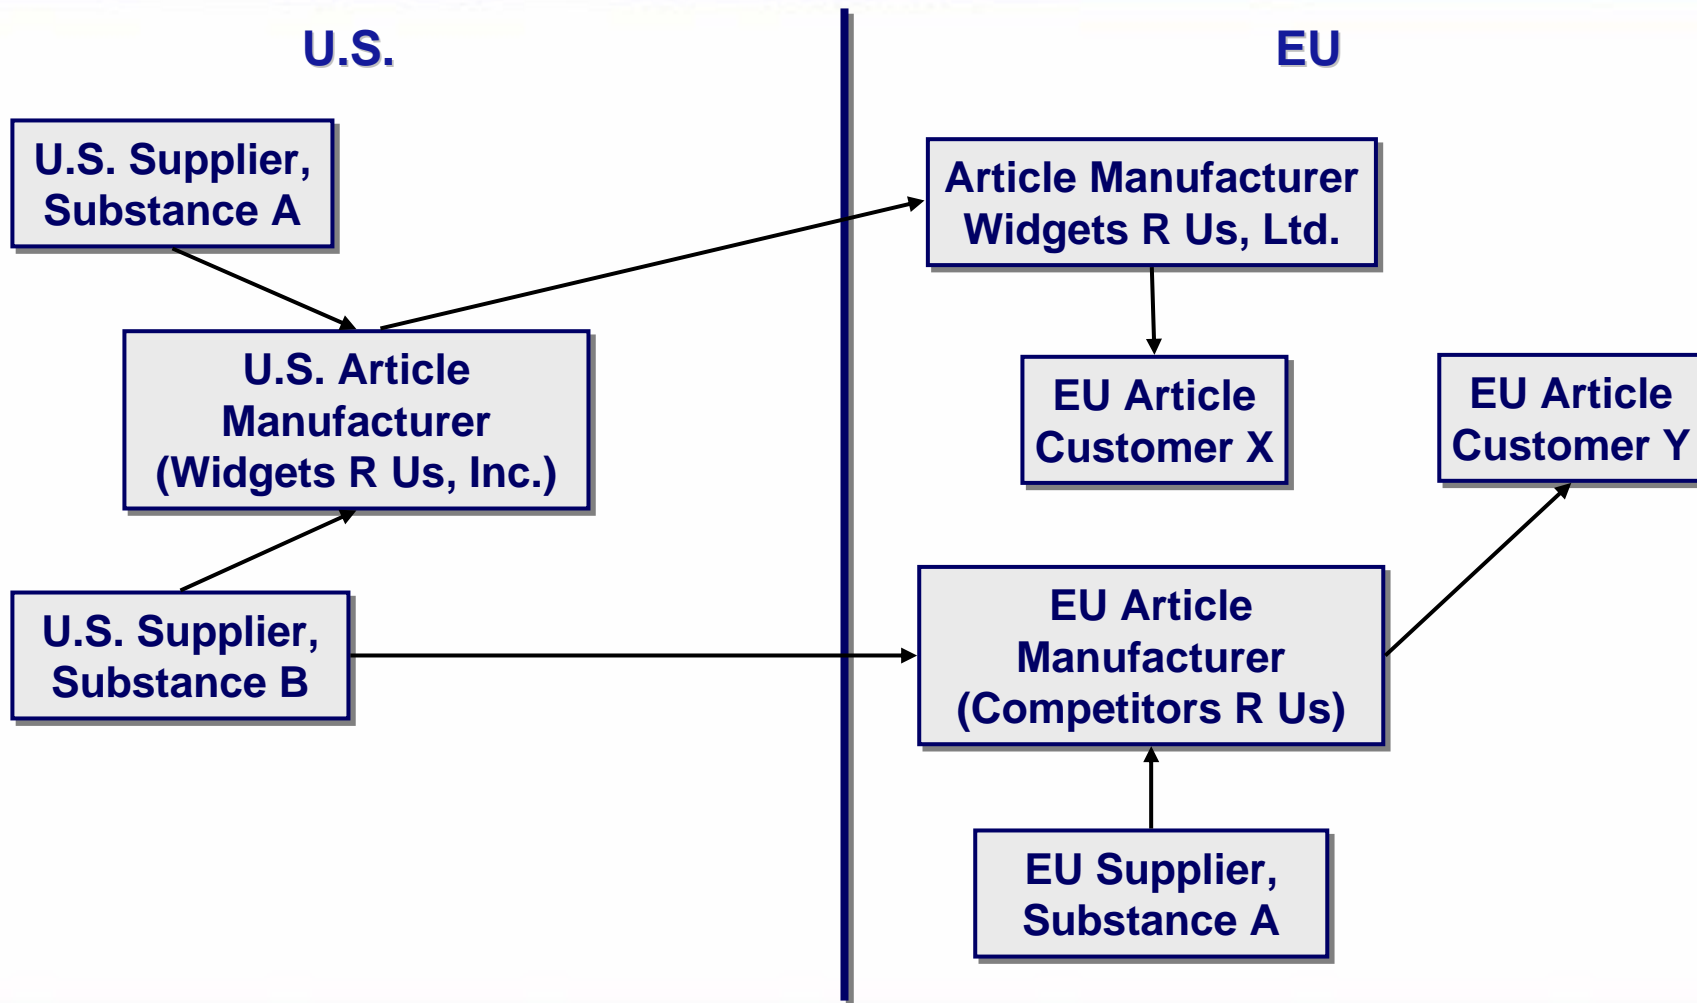 U.S.
EU
U.S. Supplier,
Substance A
Article Manufacturer
Widgets R Us, Ltd.
U.S. Article
Manufacturer
(Widgets R Us, Inc.)
EU Article
Customer X
EU Article
Customer Y
U.S. Supplier,
Substance B
EU Article
Manufacturer
(Competitors R Us)
EU Supplier,
Substance A